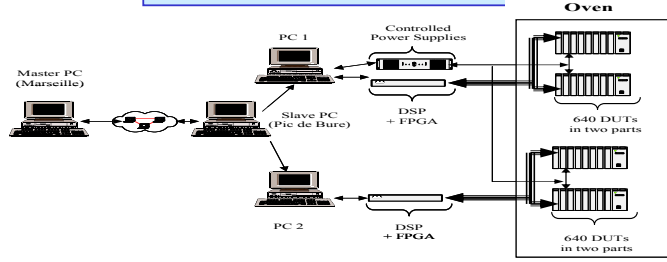 Oven
PC 1
Controlled
Power Supplies
Master PC
(Marseille)
Slave PC
(Pic de Bure)
DSP
+ FPGA
640 DUTs
in two parts
PC 2
DSP
+ FPGA
640 DUTs
in two parts